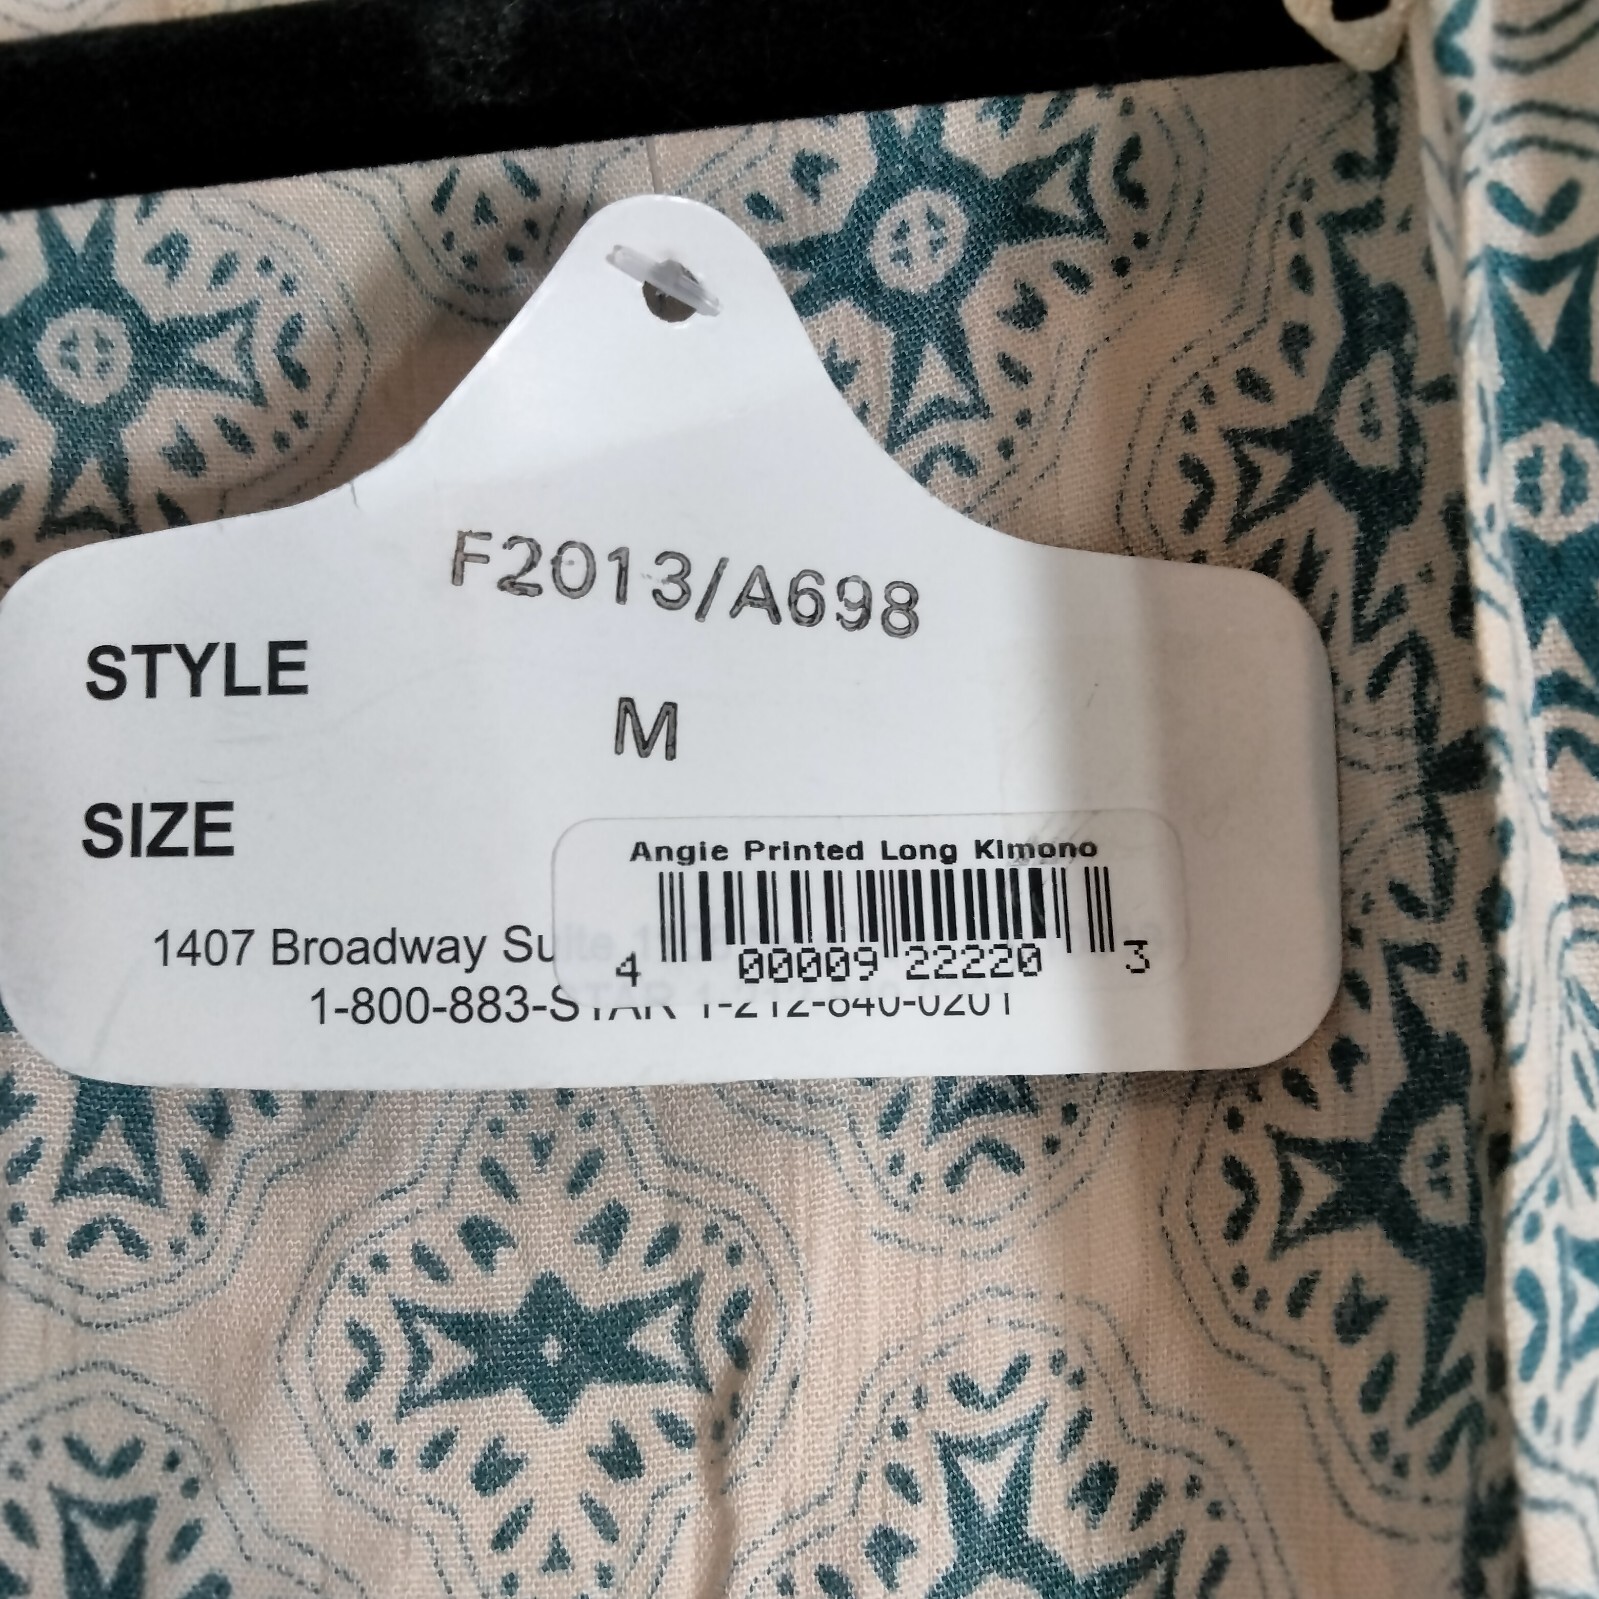 F2013/A698
STYLE
M
SIZE
Angie Printed Long Kimono
4 00009 22220 3
1407 Broadway Suite
1-800-883-STAR 1-212-840-0201